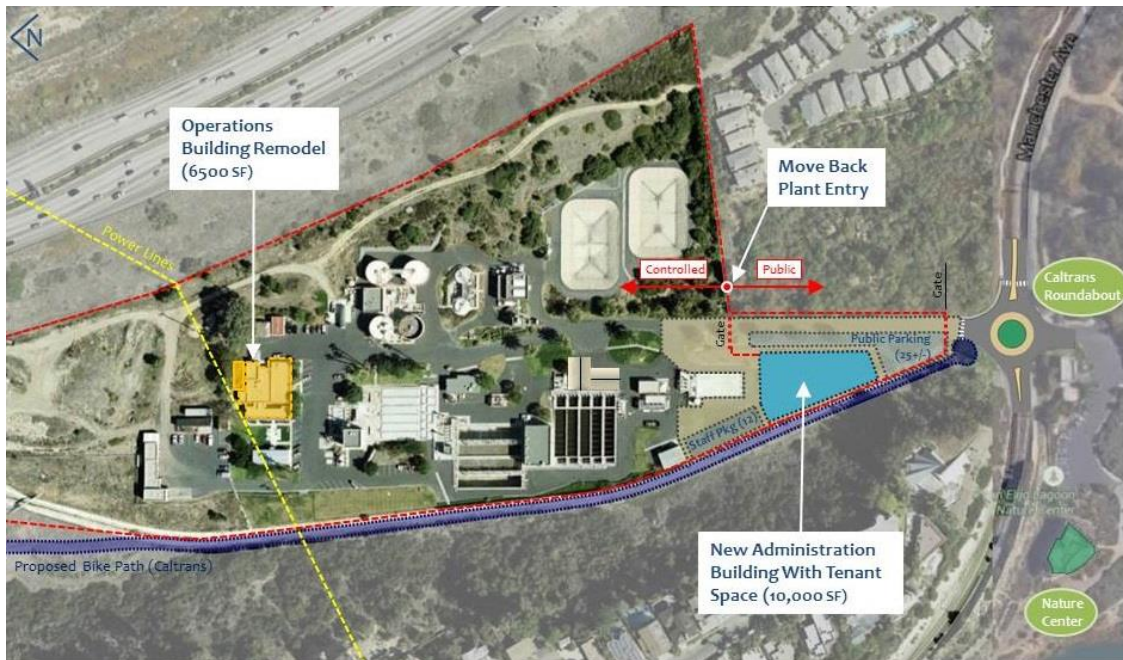 N
Operations
Building Remodel
(6500 SF)
Manchester Ave
Move Back
Plant Entry
Power Lines
Controlled
Public
Caltrans
Roundabout
Gate
Gate
Public Parking
(25+/-)
Staff Pkg (12)
Nature Center
New Administration
Building With Tenant
Space (10,000 SF)
Proposed Bike Path (Caltrans)
Nature
Center